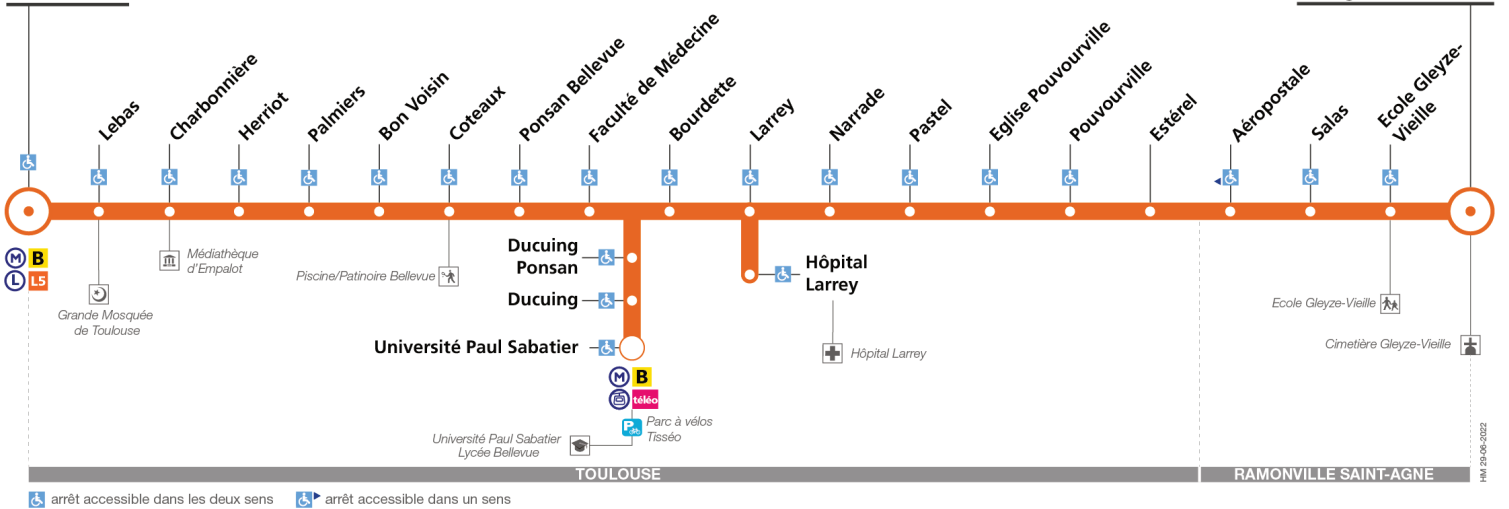 Lebas
Charbonnière
Herriot
Palmiers
Bon Voisin
Coteaux
Ponsan Bellevue
Faculté de Médecine
Bourdette
Larrey
Narrade
Pastel
Eglise Pouvourville
Pouvourville
Estérel
Aéropostale
Salas
Ecole Gleyze-
Vieille
M B
L L5
Grande Mosquée
de Toulouse
Médiathèque
d'Empalot
Piscine/Patinoire Bellevue
Ducuing
Ponsan
Ducuing
Université Paul Sabatier
M B
téléo
P
Parc à vélos
Tisséo
Université Paul Sabatier
Lycée Bellevue
Hôpital
Larrey
Hôpital Larrey
Ecole Gleyze-Vieille
Cimetière Gleyze-Vieille
HM 29-06-2022
TOULOUSE
RAMONVILLE SAINT-AGNE
arrêt accessible dans les deux sens
arrêt accessible dans un sens